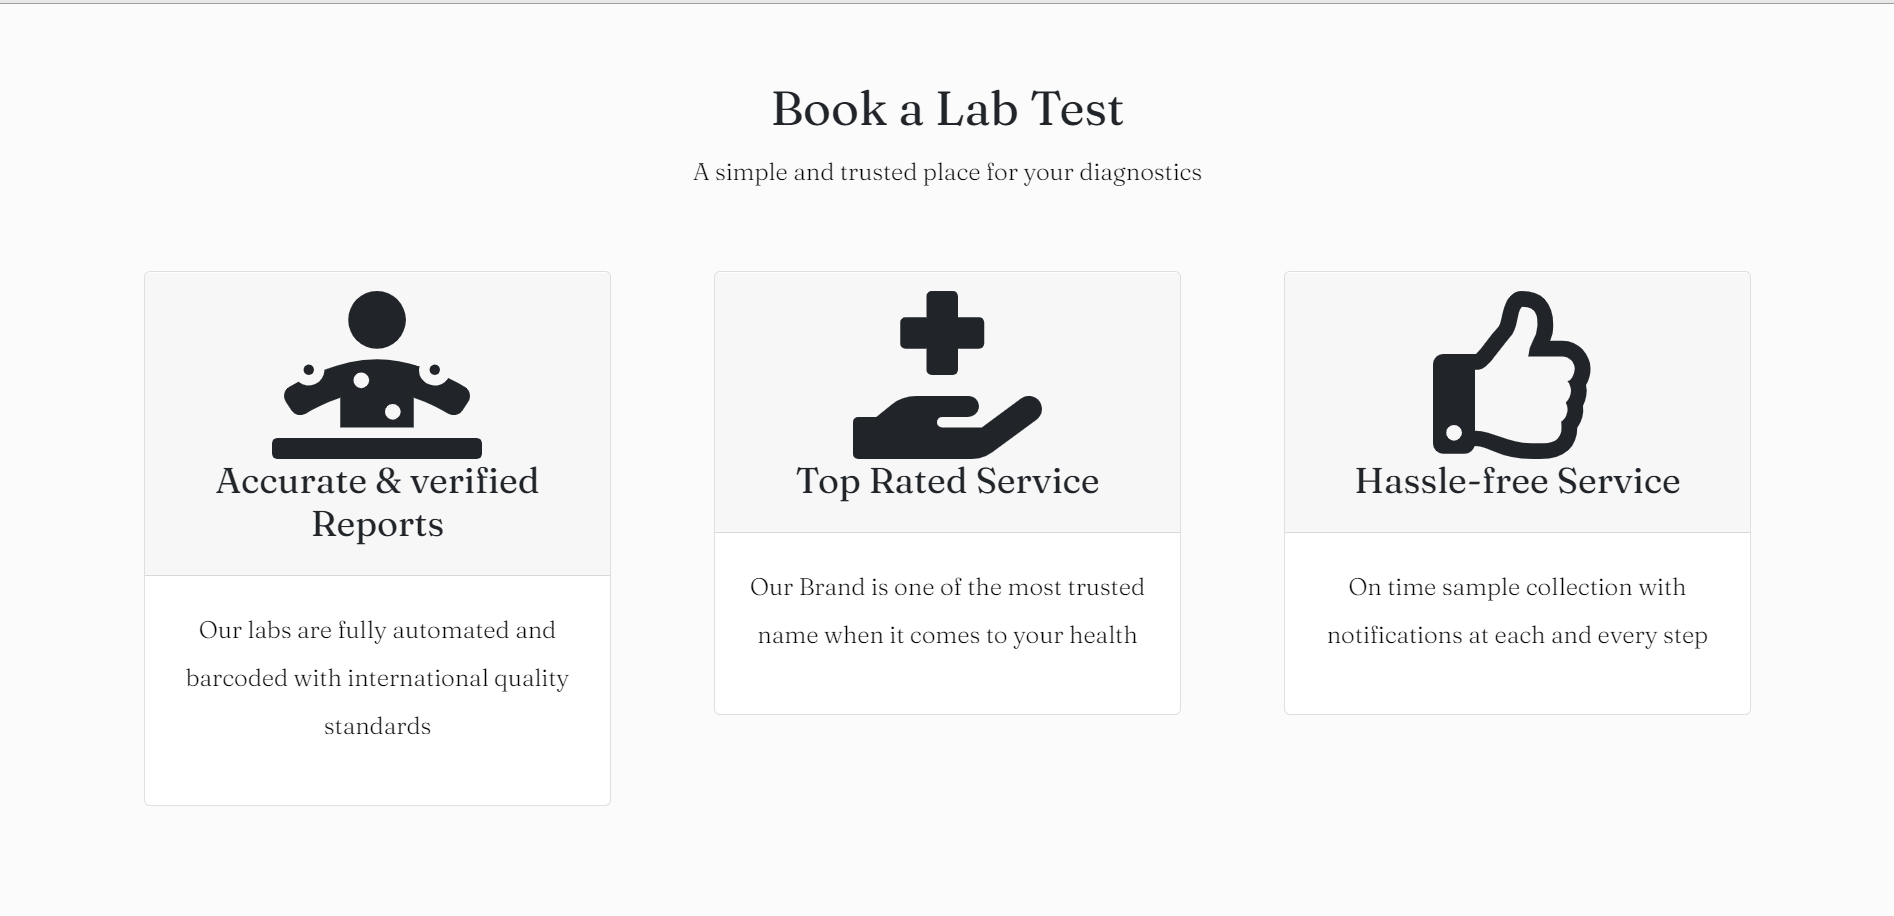 Book a Lab Test
A simple and trusted place for your diagnostics
Accurate & verified
Reports
Our labs are fully automated and
barcoded with international quality
standards
Top Rated Service
Our Brand is one of the most trusted
name when it comes to your health
Hassle-free Service
On time sample collection with
notifications at each and every step